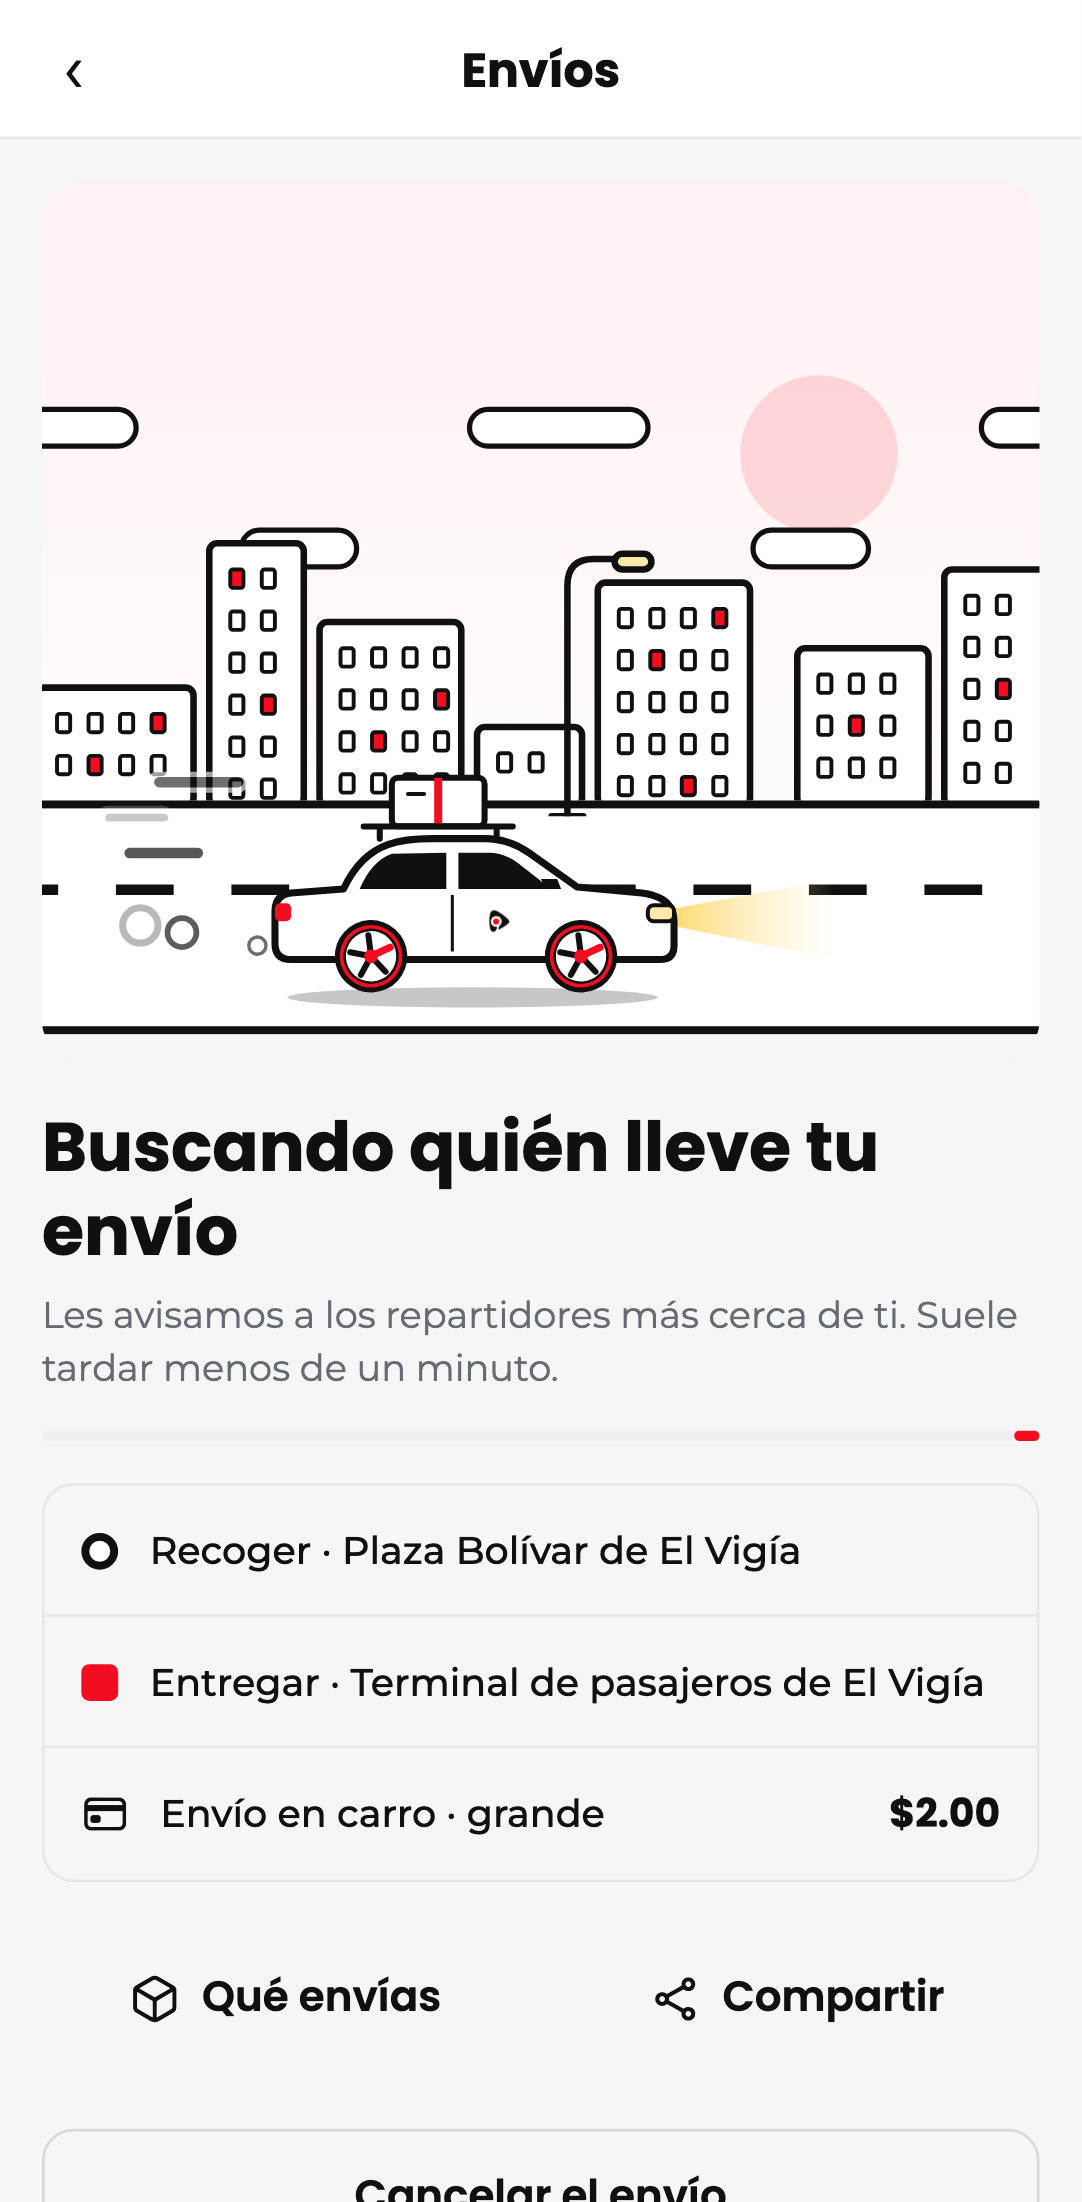 Envíos
Buscando quién lleve tu
envío
Les avisamos a los repartidores más cerca de ti. Suele
tardar menos de un minuto.
Recoger · Plaza Bolívar de El Vigía
Entregar · Terminal de pasajeros de El Vigía
Envío en carro · grande $2.00
Qué envías Compartir
Cancelar el envío